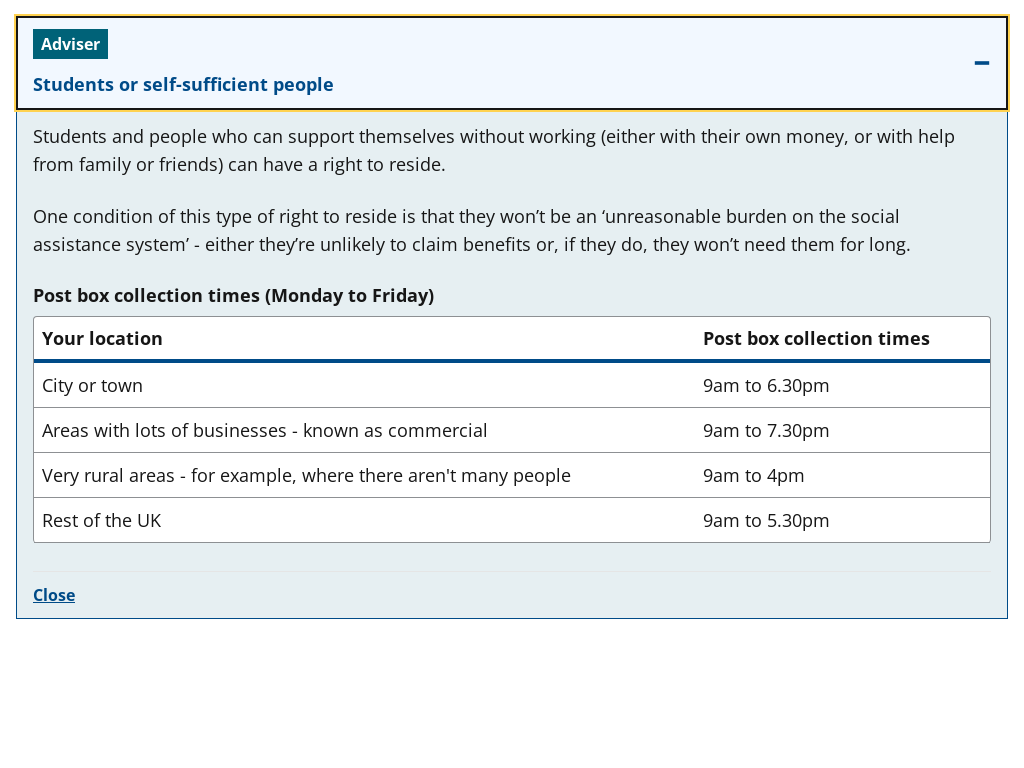 Adviser
Students or self-sufficient people
Students and people who can support themselves without working (either with their own money, or with help
from family or friends) can have a right to reside.
One condition of this type of right to reside is that they won’t be an ‘unreasonable burden on the social
assistance system’ - either they’re unlikely to claim benefits or, if they do, they won’t need them for long.
Post box collection times (Monday to Friday)
Your location Post box collection times
City or town 9am to 6.30pm
Areas with lots of businesses - known as commercial 9am to 7.30pm
Very rural areas - for example, where there aren't many people 9am to 4pm
Rest of the UK 9am to 5.30pm
Close